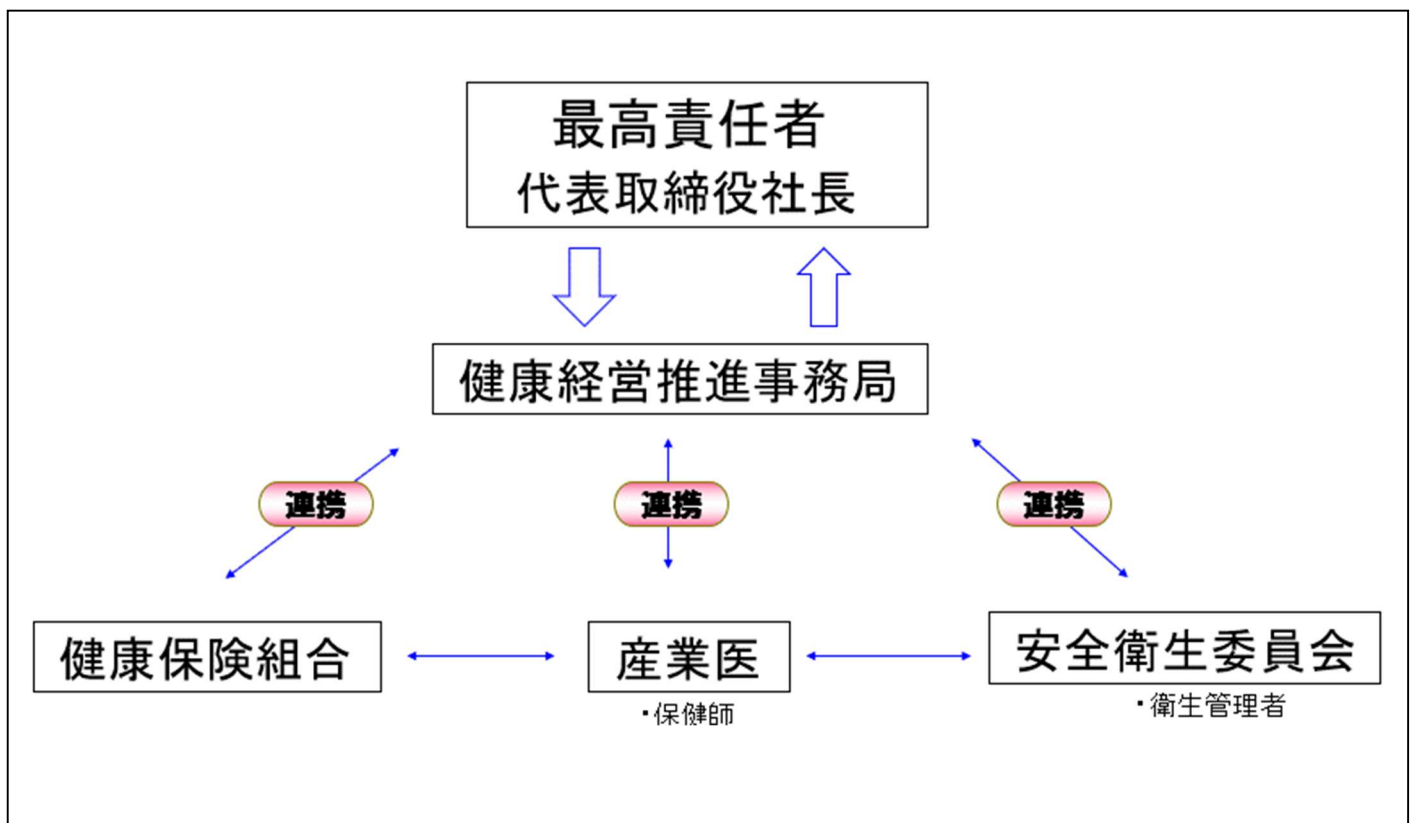 最高責任者
代表取締役社長
健康経営推進事務局
連携
連携
連携
健康保険組合
産業医
安全衛生委員会
・保健師
・衛生管理者